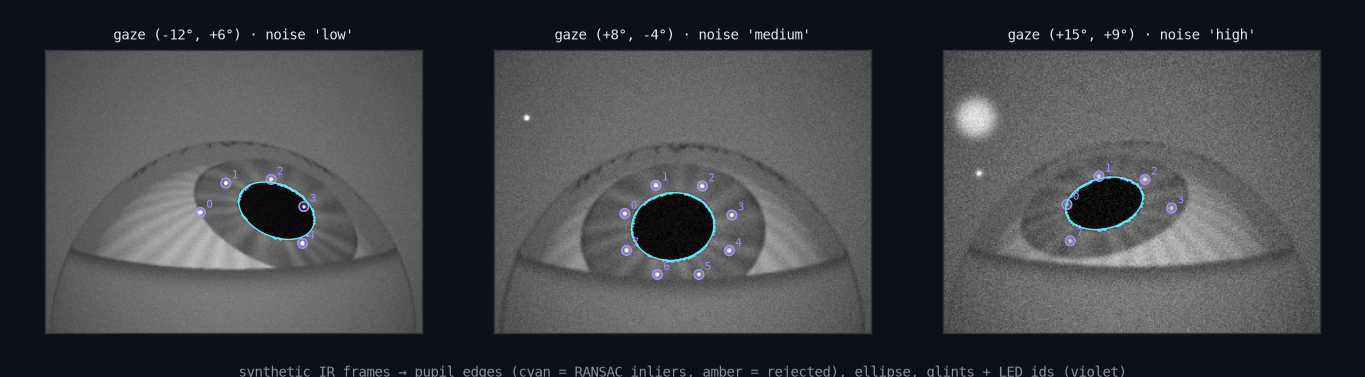 gaze (-12°, +6°) · noise 'low'
gaze (+8°, -4°) · noise 'medium'
gaze (+15°, +9°) · noise 'high'
1 2
3
0
4
1 2
0 3
7 4
6 5
1 2
0 3
7
synthetic IR frames → pupil edges (cyan = RANSAC inliers, amber = rejected), ellipse, glints + LED ids (violet)